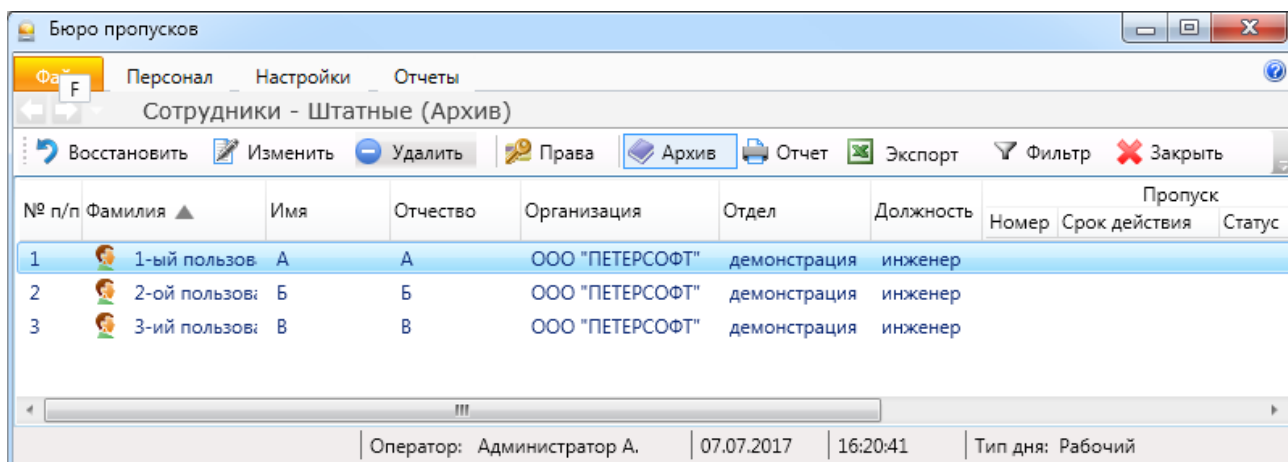 Бюро пропусков
Фа
F
Персонал Настройки Отчеты
Сотрудники - Штатные (Архив)
Восстановить Изменить Удалить Права Архив Отчет Экспорт Фильтр Закрыть
№ п/п Фамилия Имя Отчество Организация Отдел Должность Пропуск
Номер Срок действия Статус
1 1-ый пользов А А ООО "ПЕТЕРСОФТ" демонстрация инженер
2 2-ой пользова Б Б ООО "ПЕТЕРСОФТ" демонстрация инженер
3 3-ий пользова В В ООО "ПЕТЕРСОФТ" демонстрация инженер
Оператор: Администратор А. 07.07.2017 16:20:41 Тип дня: Рабочий